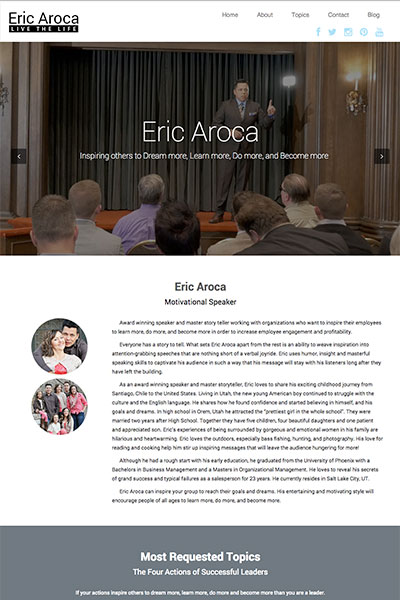 Eric Aroca
LIVE THE LIFE
Home About Topics Contact Blog
Eric Aroca
Inspiring others to Dream more, Learn more, Do more, and Become more
Eric Aroca
Motivational Speaker
Award winning speaker and master story teller working with organizations who want to inspire their employees
to learn more, do more, and become more in order to increase employee engagement and profitability.
Everyone has a story to tell. What sets Eric Aroca apart from the rest is an ability to weave inspiration into
attention-grabbing speeches that are nothing short of a verbal joyride. Eric uses humor, insight and masterful
speaking skills to captivate his audience in such a way that his message will stay with his listeners long after they
have left the building.
As an award winning speaker and master storyteller, Eric loves to share his exciting childhood journey from
Santiago, Chile to the United States. Living in Utah, the new young American boy continued to struggle with the
culture and the English language. He shares how he found confidence and started believing in himself, and his
goals and dreams. In high school in Orem, Utah he attracted the "prettiest girl in the whole school". They were
married two years after High School. Together they have five children, four beautiful daughters and one patient
and appreciated son. Eric's experiences of being surrounded by gorgeous and emotional women in his family are
hilarious and heartwarming. Eric loves the outdoors, especially bass fishing, hunting, and photography. His love for
reading and cooking help him stir up inspiring messages that will leave the audience hungering for more!
Although he had a rough start with his early education, he graduated from the University of Phoenix with a
Bachelors in Business Management and a Masters in Organizational Management. He loves to reveal his secrets
of grand success and typical failures as a salesperson for 23 years. He currently resides in Salt Lake City, UT.
Eric Aroca can inspire your group to reach their goals and dreams. His entertaining and motivating style will
encourage people of all ages to learn more, do more, and become more.
Most Requested Topics
The Four Actions of Successful Leaders
If your actions inspire others to dream more, learn more, do more and become more than you are a leader.